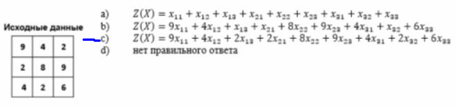 a) Z(X) = x₁₁ + x₁₂ + x₁₃ + x₂₁ + x₂₂ + x₂₃ + x₃₁ + x₃₂ + x₃₃
b) Z(X) = 9x₁₁ + 4x₁₂ + x₁₃ + x₂₁ + 8x₂₂ + 9x₂₃ + 4x₃₁ + x₃₂ + 6x₃₃
c) Z(X) = 9x₁₁ + 4x₁₂ + 2x₁₃ + 2x₂₁ + 8x₂₂ + 9x₂₃ + 4x₃₁ + 2x₃₂ + 6x₃₃
d) нет правильного ответа
Исходные данные
9 4 2
2 8 9
4 2 6